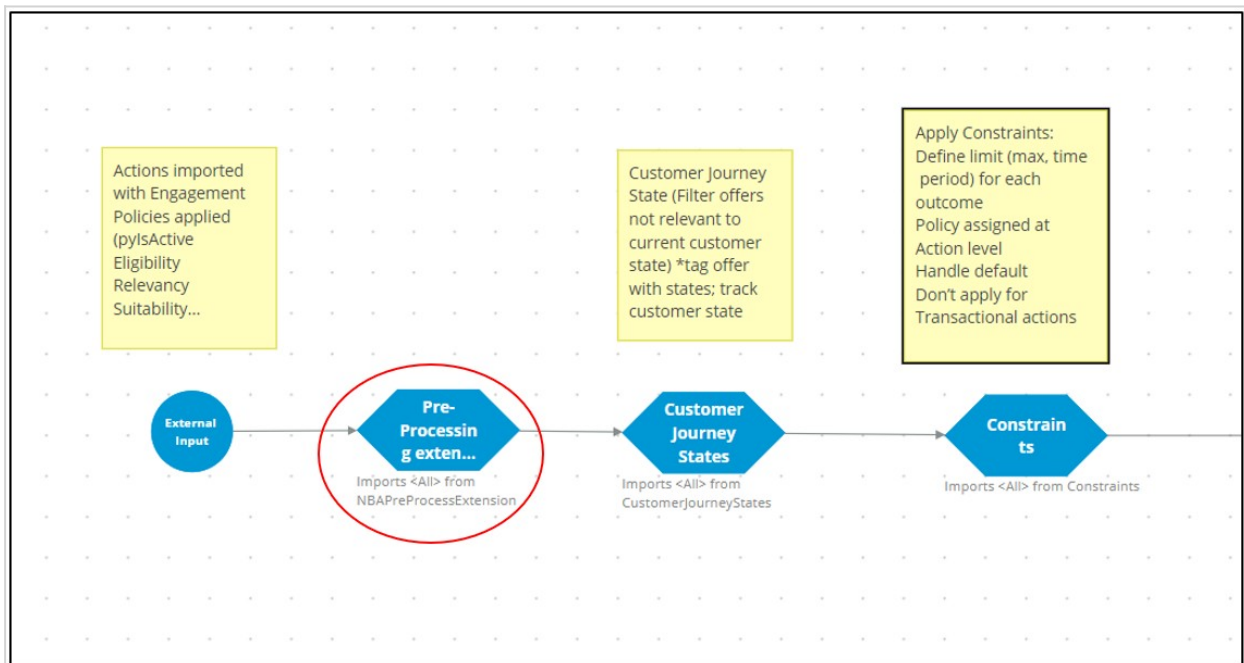 Actions imported
with Engagement
Policies applied
(pyIsActive
Eligibility
Relevancy
Suitability...
Customer Journey
State (Filter offers
not relevant to
current customer
state) *tag offer
with states; track
customer state
Apply Constraints:
Define limit (max, time
period) for each
outcome
Policy assigned at
Action level
Handle default
Don't apply for
Transactional actions
External
Input
Pre-
Processin
g exten...
Imports <All> from
NBAPreProcessExtension
Customer
Journey
States
Imports <All> from
CustomerJourneyStates
Constrain
ts
Imports <All> from Constraints